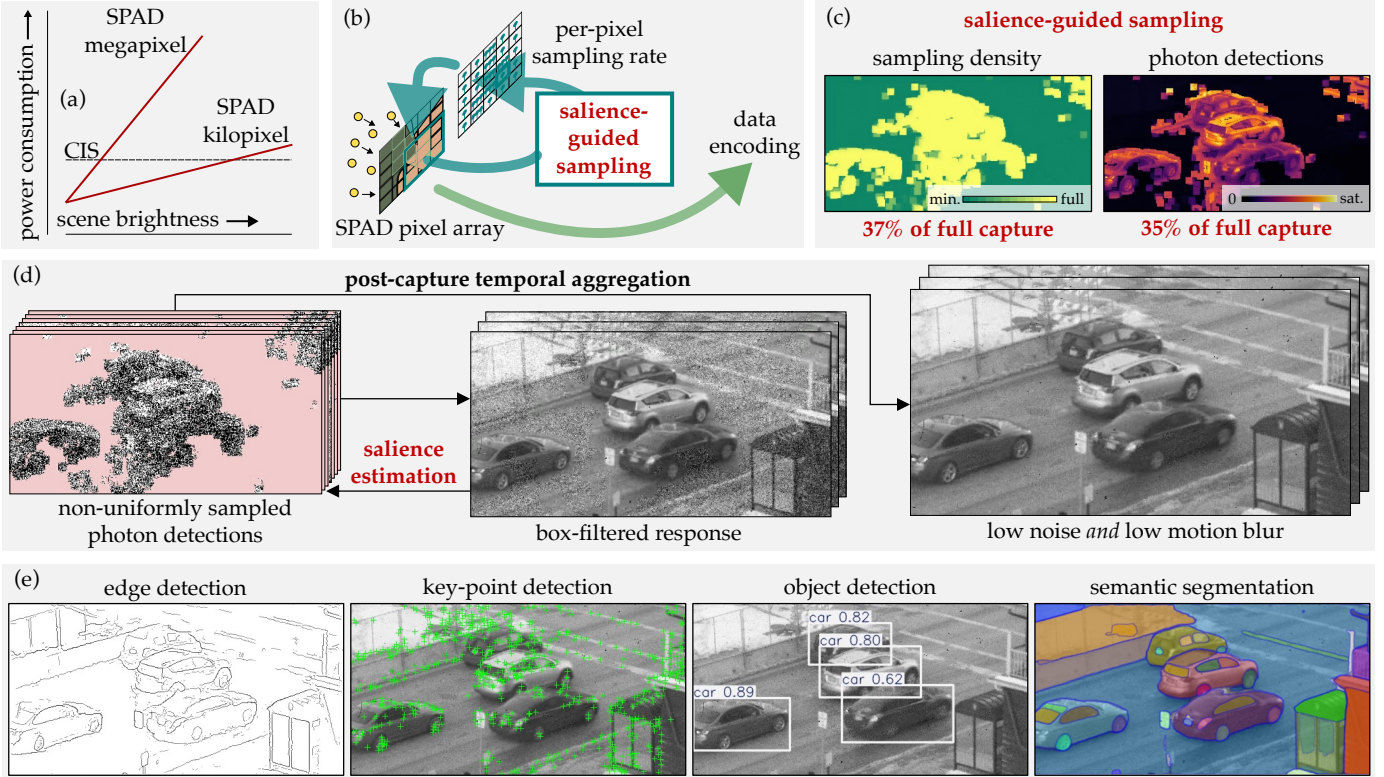 (a)
power consumption
SPAD
megapixel
SPAD
kilopixel
CIS
scene brightness
(b)
per-pixel
sampling rate
salience-
guided
sampling
data
encoding
SPAD pixel array
(c)
salience-guided sampling
sampling density
photon detections
min. full
0 sat.
37% of full capture
35% of full capture
(d)
post-capture temporal aggregation
salience
estimation
non-uniformly sampled
photon detections
box-filtered response
low noise and low motion blur
(e)
edge detection
key-point detection
object detection
semantic segmentation
car 0.82
car 0.80
car 0.62
car 0.89